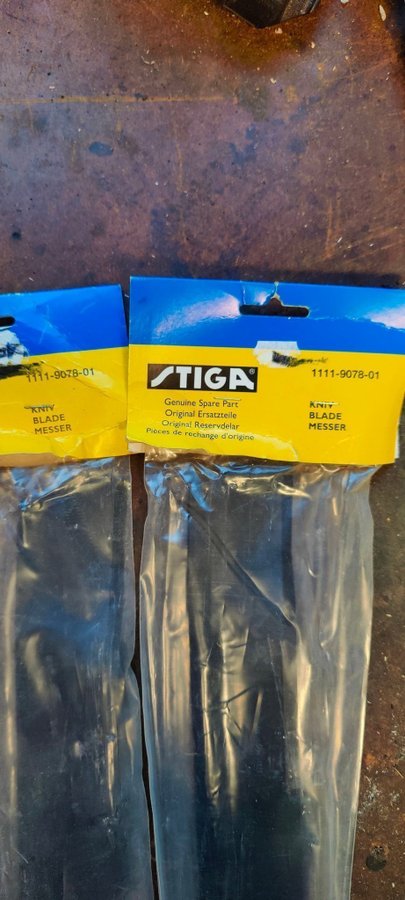 1111-9078-01
KNIV
BLADE
MESSER
STIGA®
1111-9078-01
Genuine Spare Part
Original Ersatzteile
Original Reservdelar
Pièces de rechange d'origine
KNIV
BLADE
MESSER